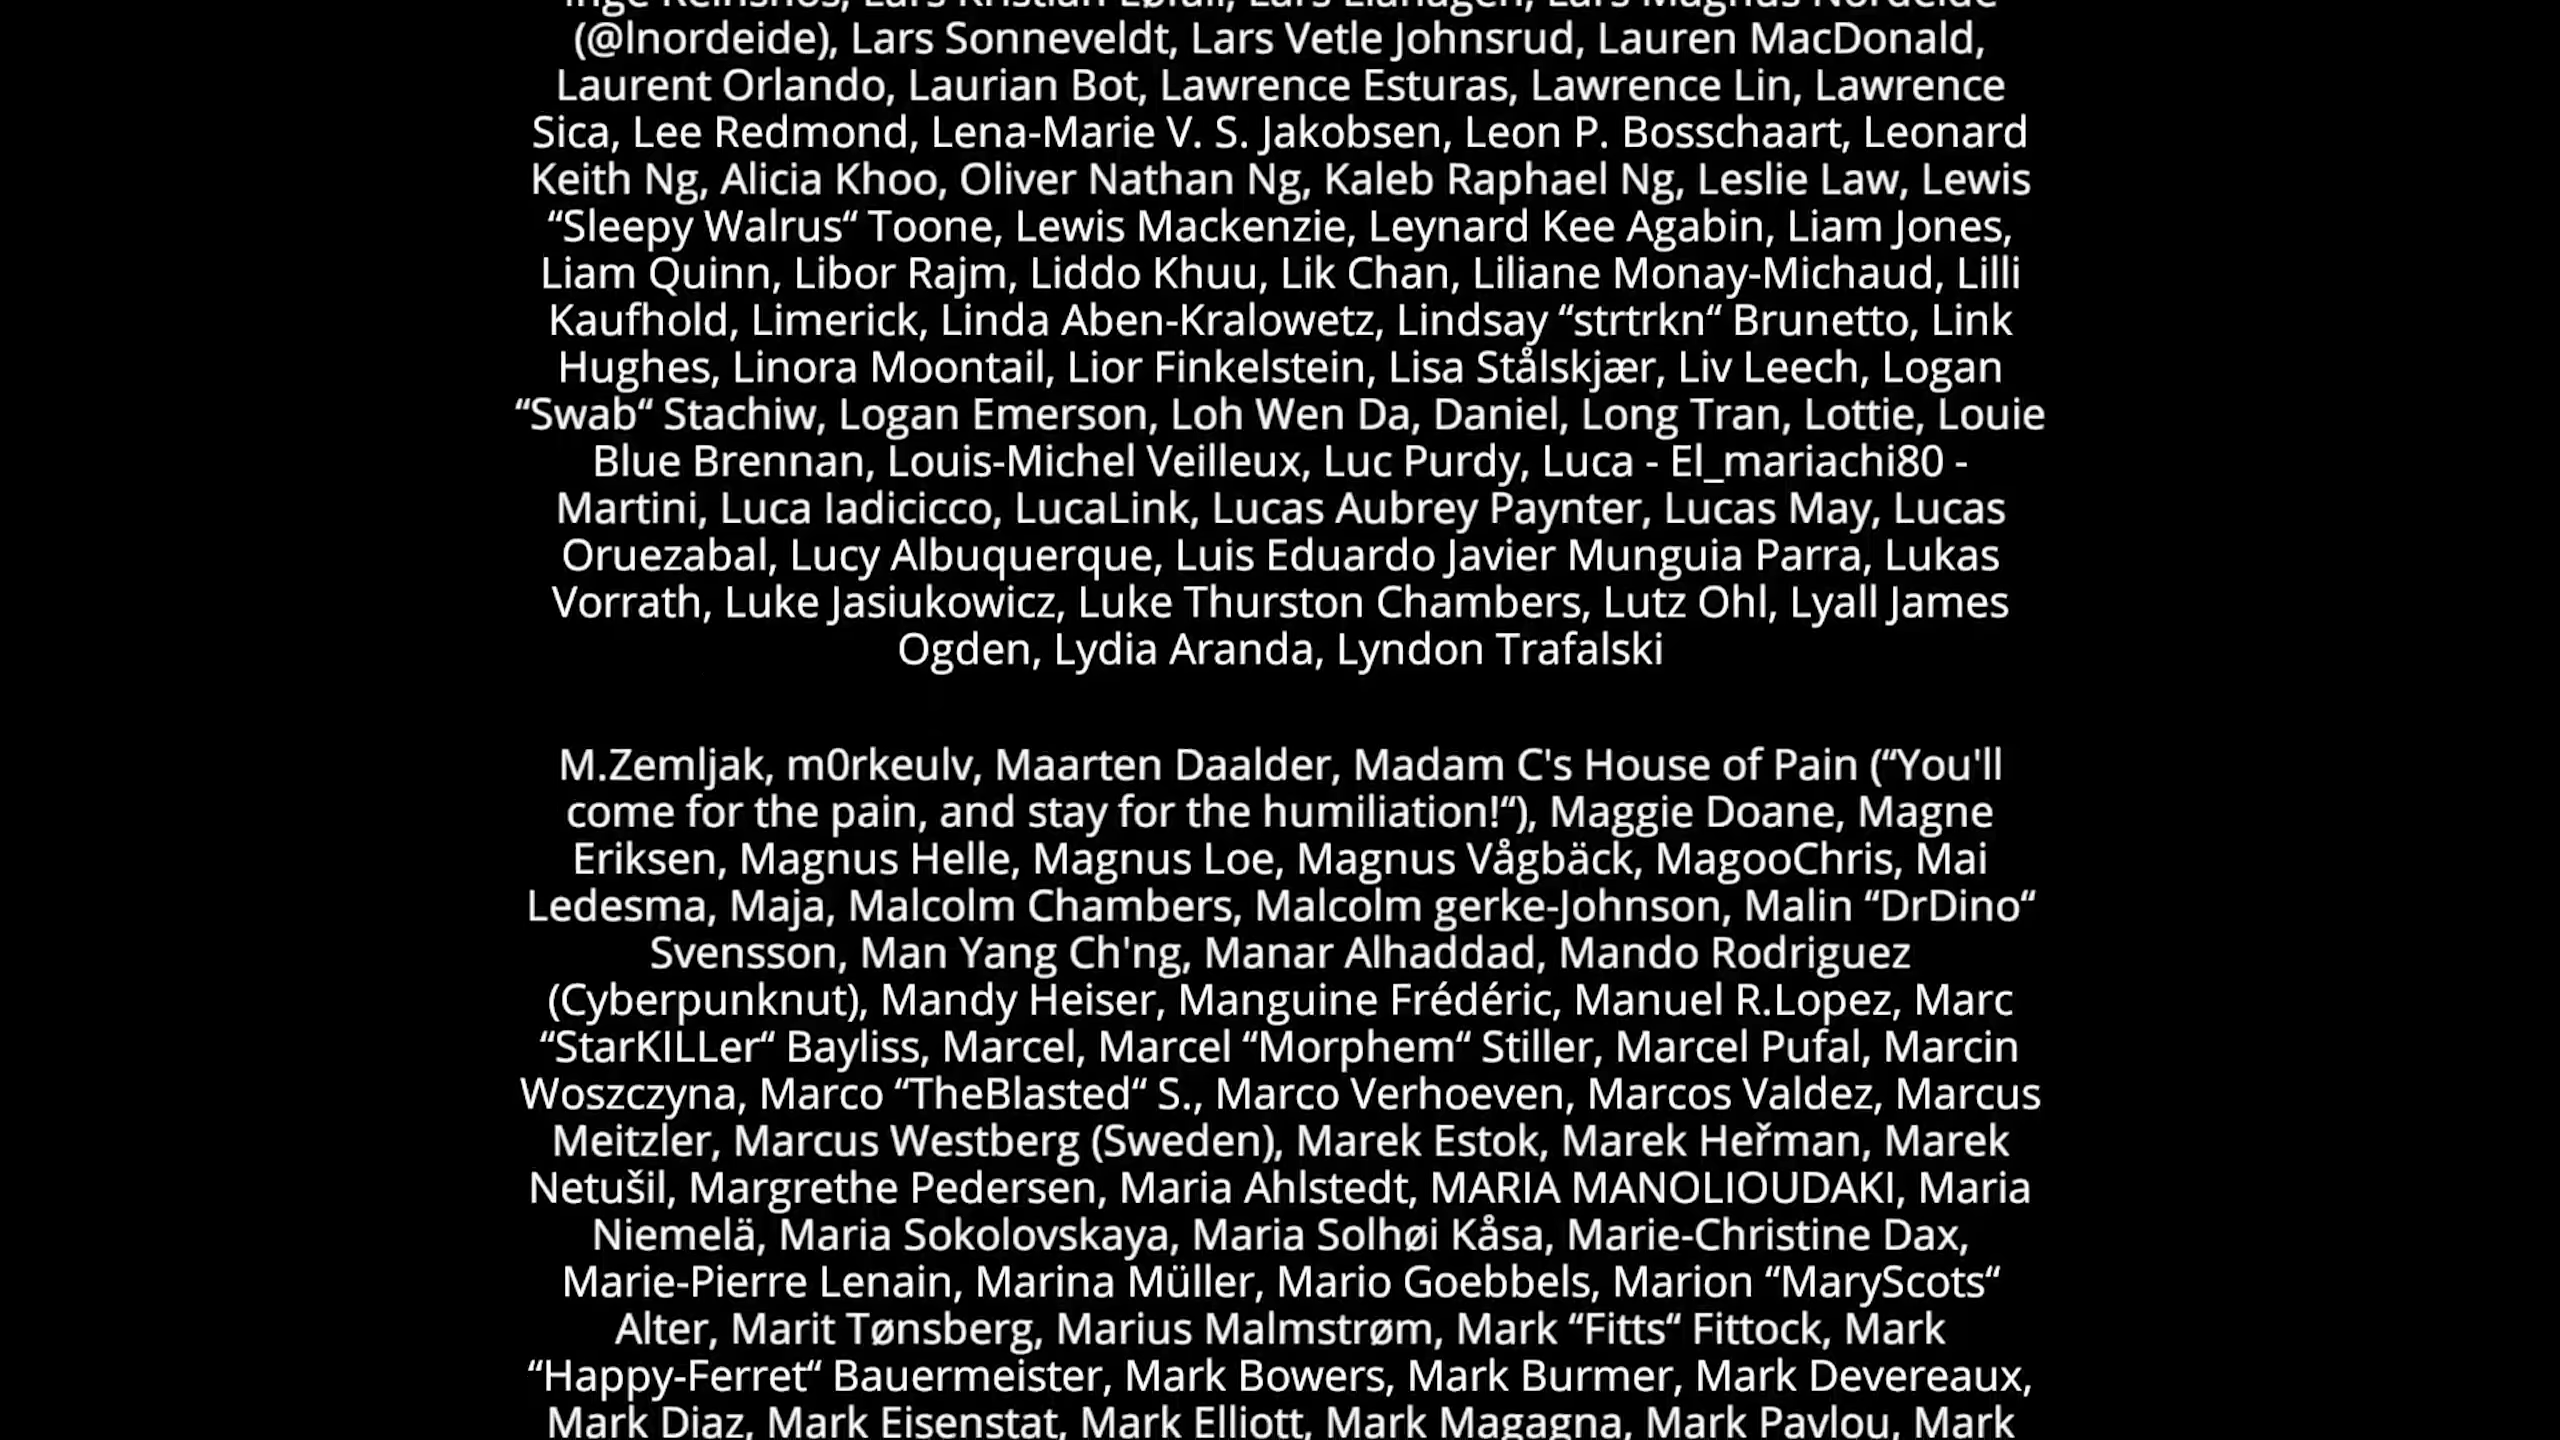 Inge Reinshos, Lars Kristian Løfall, Lars Liahagen, Lars Magnus Nordeide
(@lnordeide), Lars Sonneveldt, Lars Vetle Johnsrud, Lauren MacDonald,
Laurent Orlando, Laurian Bot, Lawrence Esturas, Lawrence Lin, Lawrence
Sica, Lee Redmond, Lena-Marie V. S. Jakobsen, Leon P. Bosschaart, Leonard
Keith Ng, Alicia Khoo, Oliver Nathan Ng, Kaleb Raphael Ng, Leslie Law, Lewis
“Sleepy Walrus“ Toone, Lewis Mackenzie, Leynard Kee Agabin, Liam Jones,
Liam Quinn, Libor Rajm, Liddo Khuu, Lik Chan, Liliane Monay-Michaud, Lilli
Kaufhold, Limerick, Linda Aben-Kralowetz, Lindsay “strtrkn“ Brunetto, Link
Hughes, Linora Moontail, Lior Finkelstein, Lisa Stålskjær, Liv Leech, Logan
“Swab“ Stachiw, Logan Emerson, Loh Wen Da, Daniel, Long Tran, Lottie, Louie
Blue Brennan, Louis-Michel Veilleux, Luc Purdy, Luca - El_mariachi80 -
Martini, Luca Iadicicco, LucaLink, Lucas Aubrey Paynter, Lucas May, Lucas
Oruezabal, Lucy Albuquerque, Luis Eduardo Javier Munguia Parra, Lukas
Vorrath, Luke Jasiukowicz, Luke Thurston Chambers, Lutz Ohl, Lyall James
Ogden, Lydia Aranda, Lyndon Trafalski
M.Zemljak, m0rkeulv, Maarten Daalder, Madam C's House of Pain (“You'll
come for the pain, and stay for the humiliation!“), Maggie Doane, Magne
Eriksen, Magnus Helle, Magnus Loe, Magnus Vågbäck, MagooChris, Mai
Ledesma, Maja, Malcolm Chambers, Malcolm gerke-Johnson, Malin “DrDino“
Svensson, Man Yang Ch'ng, Manar Alhaddad, Mando Rodriguez
(Cyberpunknut), Mandy Heiser, Manguine Frédéric, Manuel R.Lopez, Marc
“StarKILLer“ Bayliss, Marcel, Marcel “Morphem“ Stiller, Marcel Pufal, Marcin
Woszczyna, Marco “TheBlasted“ S., Marco Verhoeven, Marcos Valdez, Marcus
Meitzler, Marcus Westberg (Sweden), Marek Estok, Marek Heřman, Marek
Netušil, Margrethe Pedersen, Maria Ahlstedt, MARIA MANOLIOUDAKI, Maria
Niemelä, Maria Sokolovskaya, Maria Solhøi Kåsa, Marie-Christine Dax,
Marie-Pierre Lenain, Marina Müller, Mario Goebbels, Marion “MaryScots“
Alter, Marit Tønsberg, Marius Malmstrøm, Mark “Fitts“ Fittock, Mark
“Happy-Ferret“ Bauermeister, Mark Bowers, Mark Burmer, Mark Devereaux,
Mark Diaz, Mark Eisenstat, Mark Elliott, Mark Magagna, Mark Pavlou, Mark